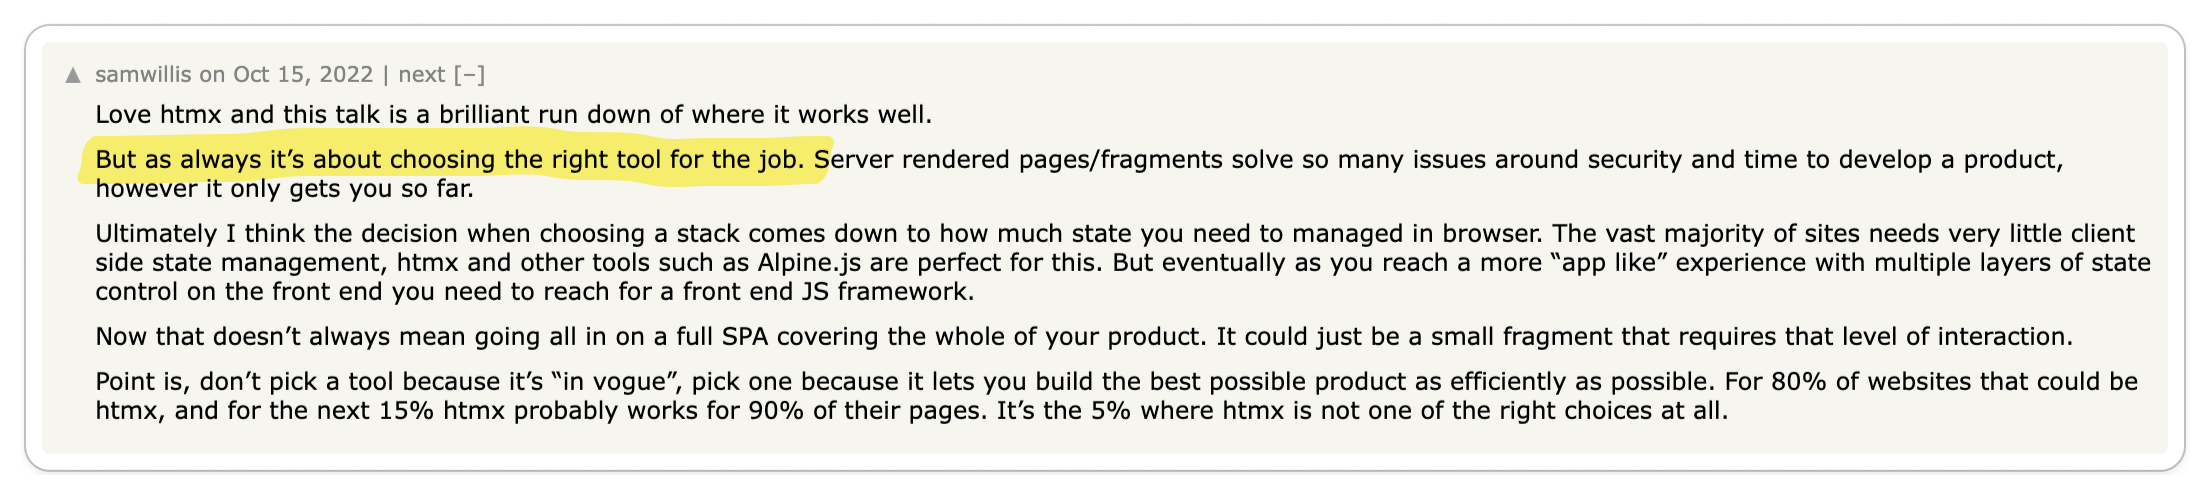 ▲ samwillis on Oct 15, 2022 | next [–]
Love htmx and this talk is a brilliant run down of where it works well.
But as always it’s about choosing the right tool for the job. Server rendered pages/fragments solve so many issues around security and time to develop a product,
however it only gets you so far.
Ultimately I think the decision when choosing a stack comes down to how much state you need to managed in browser. The vast majority of sites needs very little client
side state management, htmx and other tools such as Alpine.js are perfect for this. But eventually as you reach a more “app like” experience with multiple layers of state
control on the front end you need to reach for a front end JS framework.
Now that doesn’t always mean going all in on a full SPA covering the whole of your product. It could just be a small fragment that requires that level of interaction.
Point is, don’t pick a tool because it’s “in vogue”, pick one because it lets you build the best possible product as efficiently as possible. For 80% of websites that could be
htmx, and for the next 15% htmx probably works for 90% of their pages. It’s the 5% where htmx is not one of the right choices at all.